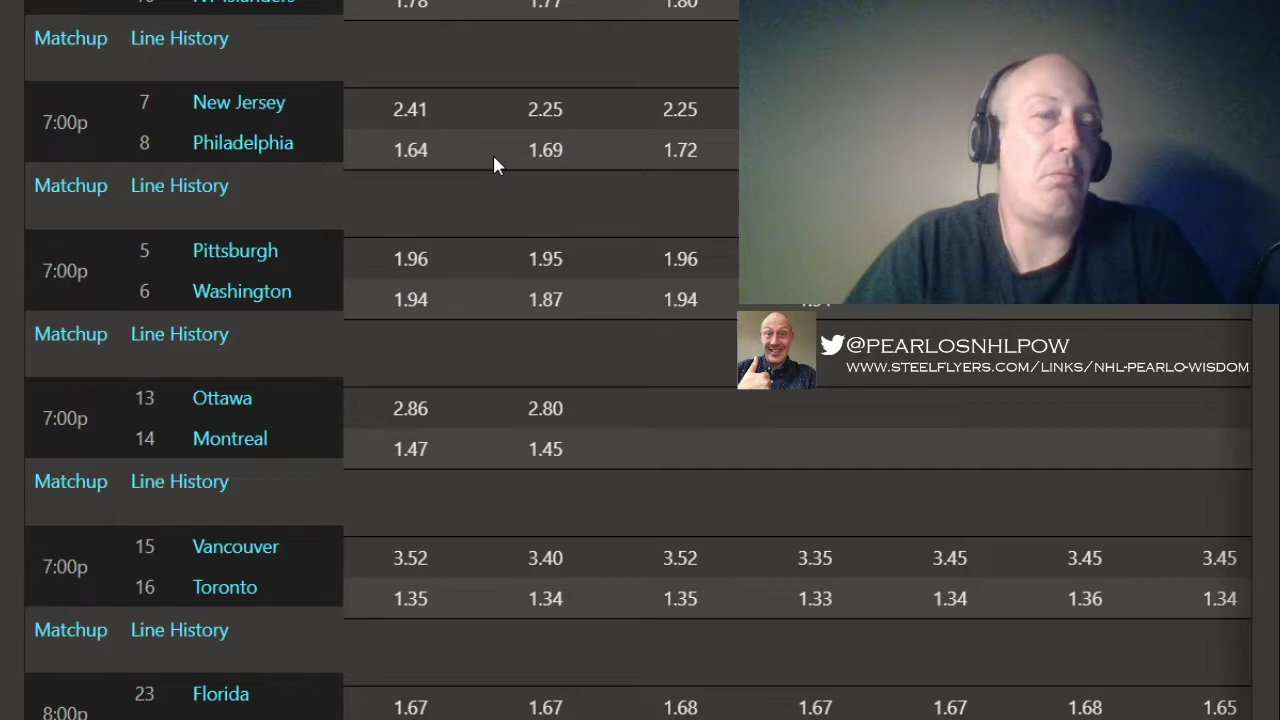 Matchup Line History
7:00p 7 New Jersey 2.41 2.25 2.25
8 Philadelphia 1.64 1.69 1.72
Matchup Line History
7:00p 5 Pittsburgh 1.96 1.95 1.96
6 Washington 1.94 1.87 1.94
@PEARLOSNHLPOW
WWW.STEELFLYERS.COM/LINKS/NHL-PEARLO-WISDOM
Matchup Line History
7:00p 13 Ottawa 2.86 2.80
14 Montreal 1.47 1.45
Matchup Line History
7:00p 15 Vancouver 3.52 3.40 3.52 3.35 3.45 3.45 3.45
16 Toronto 1.35 1.34 1.35 1.33 1.34 1.36 1.34
Matchup Line History
8:00p 23 Florida 1.67 1.67 1.68 1.67 1.67 1.68 1.65